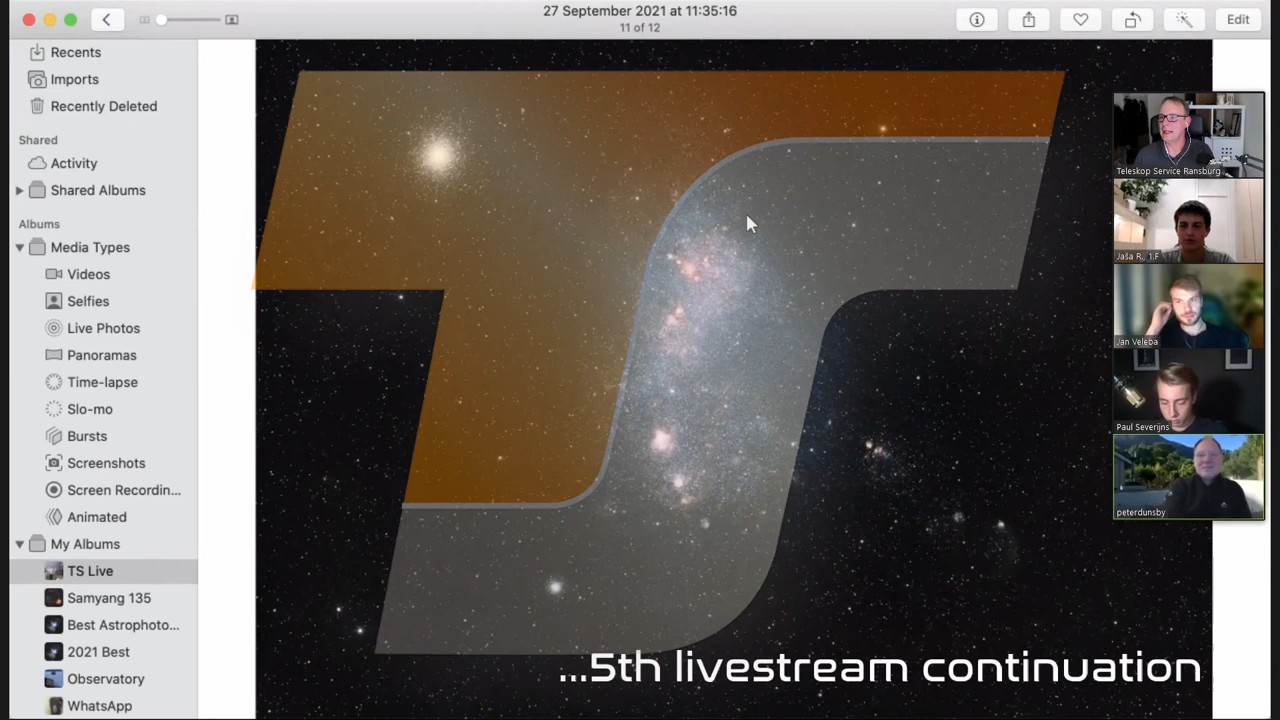 27 September 2021 at 11:35:16
11 of 12
Edit
Recents
Imports
Recently Deleted
Shared
Activity
Shared Albums
Albums
Media Types
Videos
Selfies
Live Photos
Panoramas
Time-lapse
Slo-mo
Bursts
Screenshots
Screen Recordin...
Animated
My Albums
TS Live
Samyang 135
Best Astrophoto...
2021 Best
Observatory
WhatsApp
Teleskop Service Ransburg
Jaša R., 1.F
Jan Veleba
Paul Severijns
peterdunsby
...5th livestream continuation